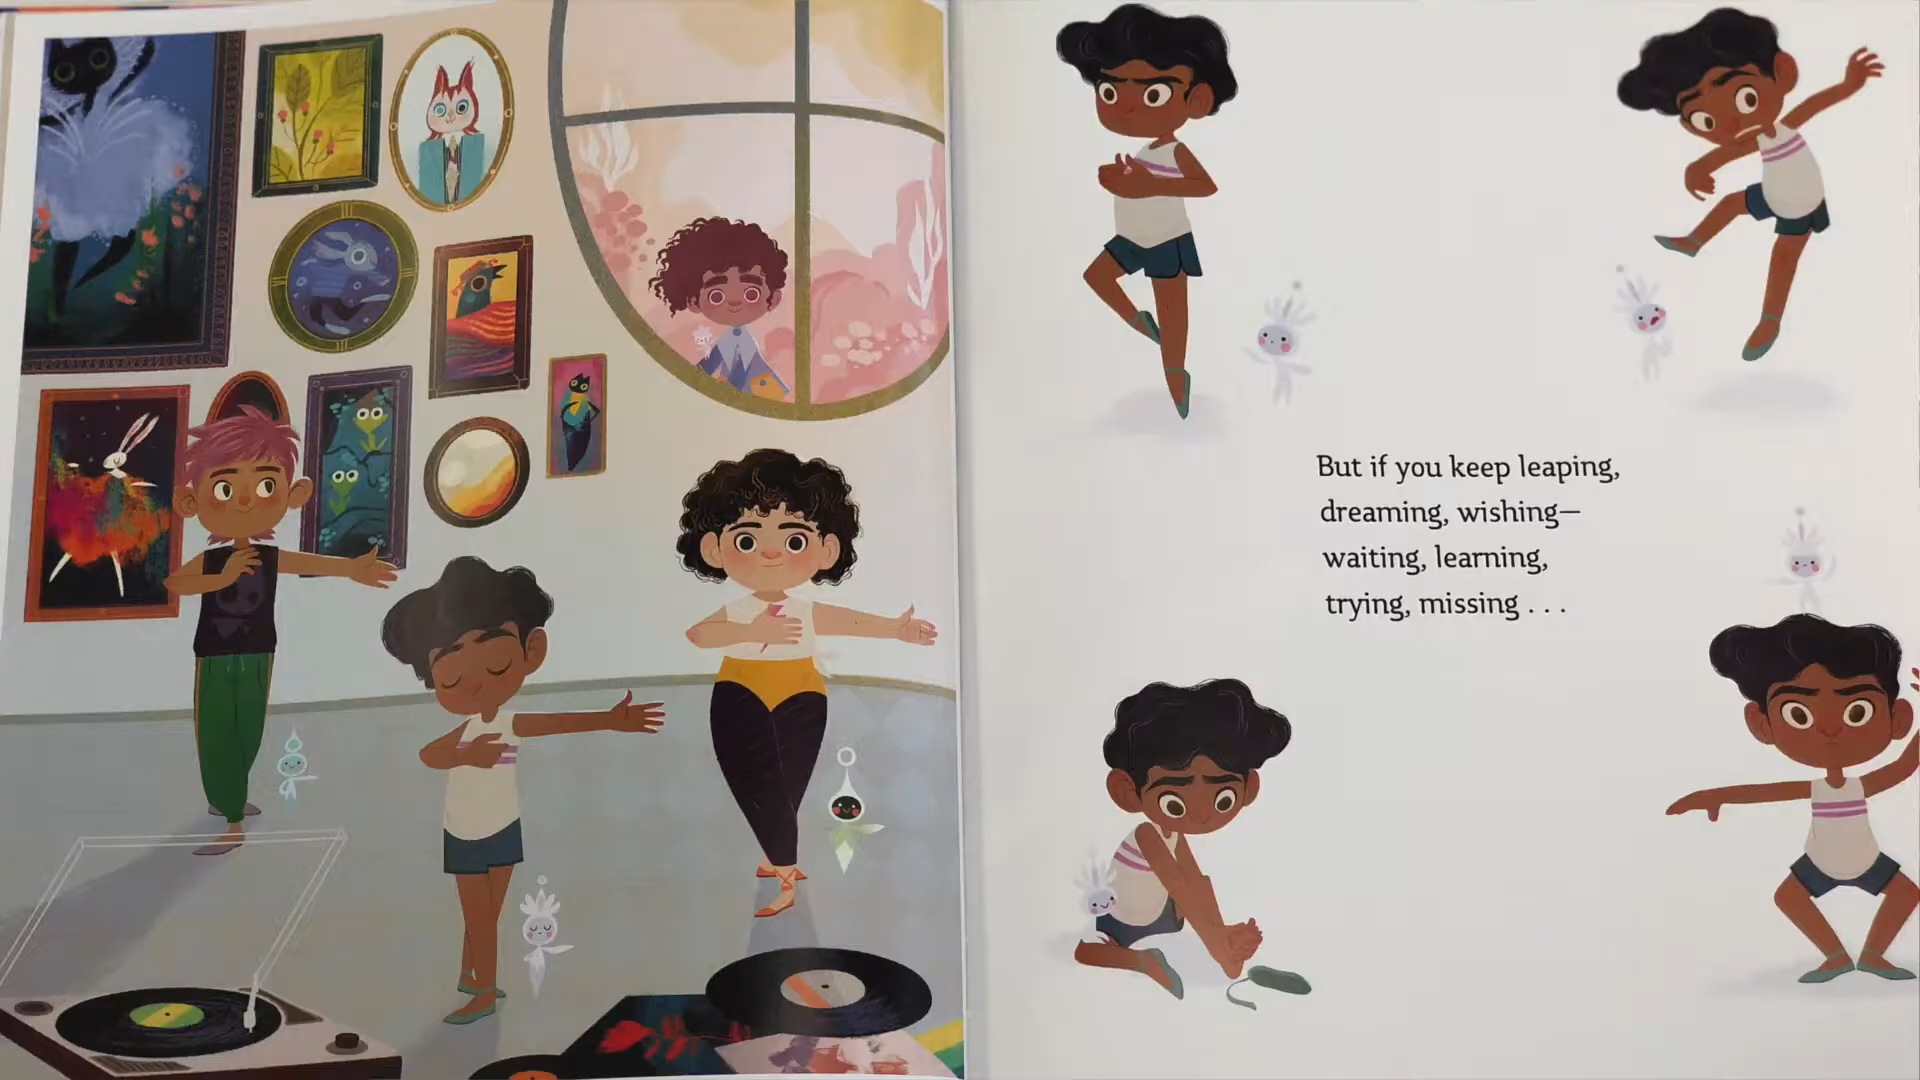 But if you keep leaping,
dreaming, wishing—
waiting, learning,
trying, missing . . .